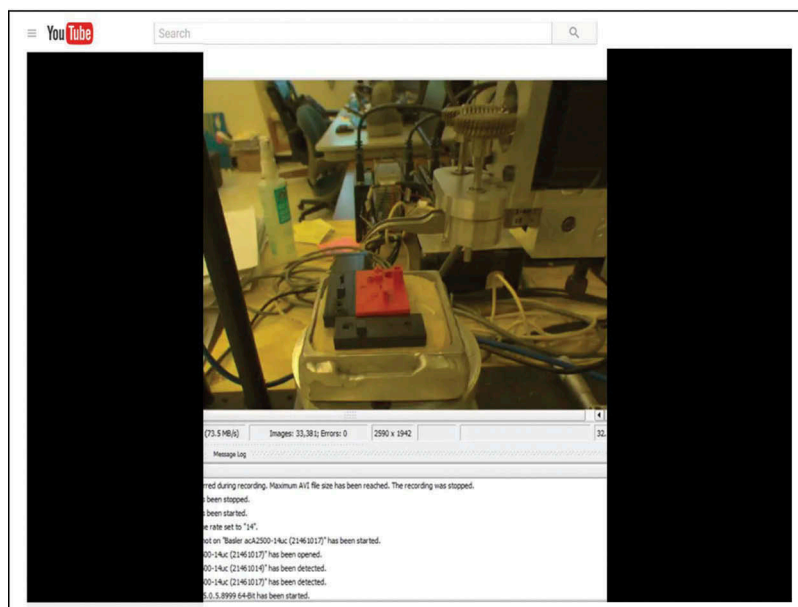 YouTube
Search
(73.5 MB/s) Images: 33,381; Errors: 0 2590 x 1942 32.
Message Log
rred during recording. Maximum AVI file size has been reached. The recording was stopped.
s been stopped.
s been started.
e rate set to "14".
not on "Basler acA2500-14uc (21461017)" has been started.
00-14uc (21461017)" has been opened.
00-14uc (21461014)" has been detected.
00-14uc (21461017)" has been detected.
5.0.5.8999 64-Bit has been started.